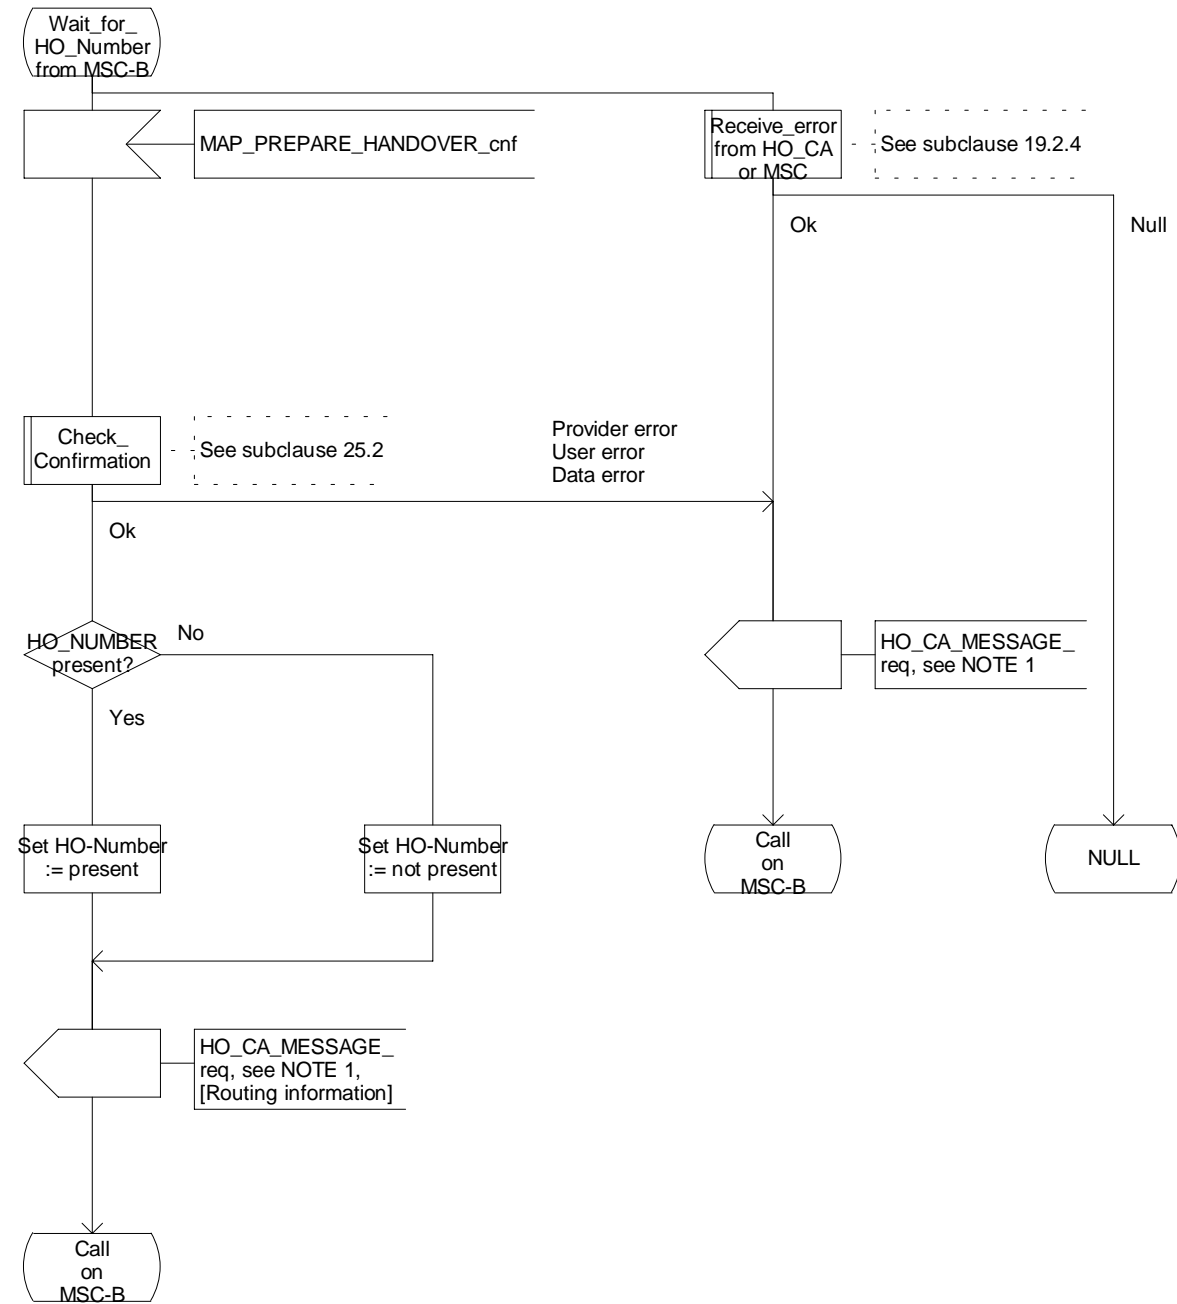 Wait_for_
HO_Number
from MSC-B
MAP_PREPARE_HANDOVER_cnf
Receive_error
from HO_CA
or MSC
See subclause 19.2.4
Ok
Null
Check_
Confirmation
See subclause 25.2
Provider error
User error
Data error
Ok
HO_NUMBER
present?
No
Yes
HO_CA_MESSAGE_
req, see NOTE 1
Set HO-Number
:= present
Set HO-Number
:= not present
Call
on
MSC-B
NULL
HO_CA_MESSAGE_
req, see NOTE 1,
[Routing information]
Call
on
MSC-B